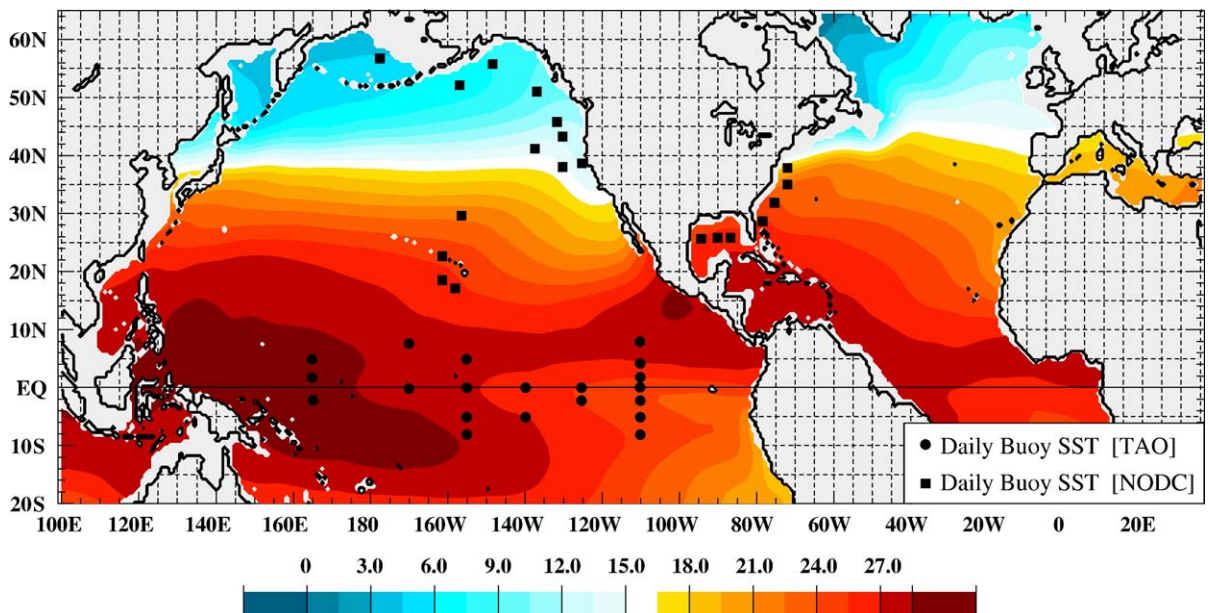 60N
50N
40N
30N
20N
10N
EQ
10S
20S
Daily Buoy SST [TAO]
Daily Buoy SST [NODC]
100E 120E 140E 160E 160W 140W 120W 100W 80W 60W 40W 20W 0 20E
0 3.0 6.0 9.0 12.0 15.0 18.0 21.0 24.0 27.0